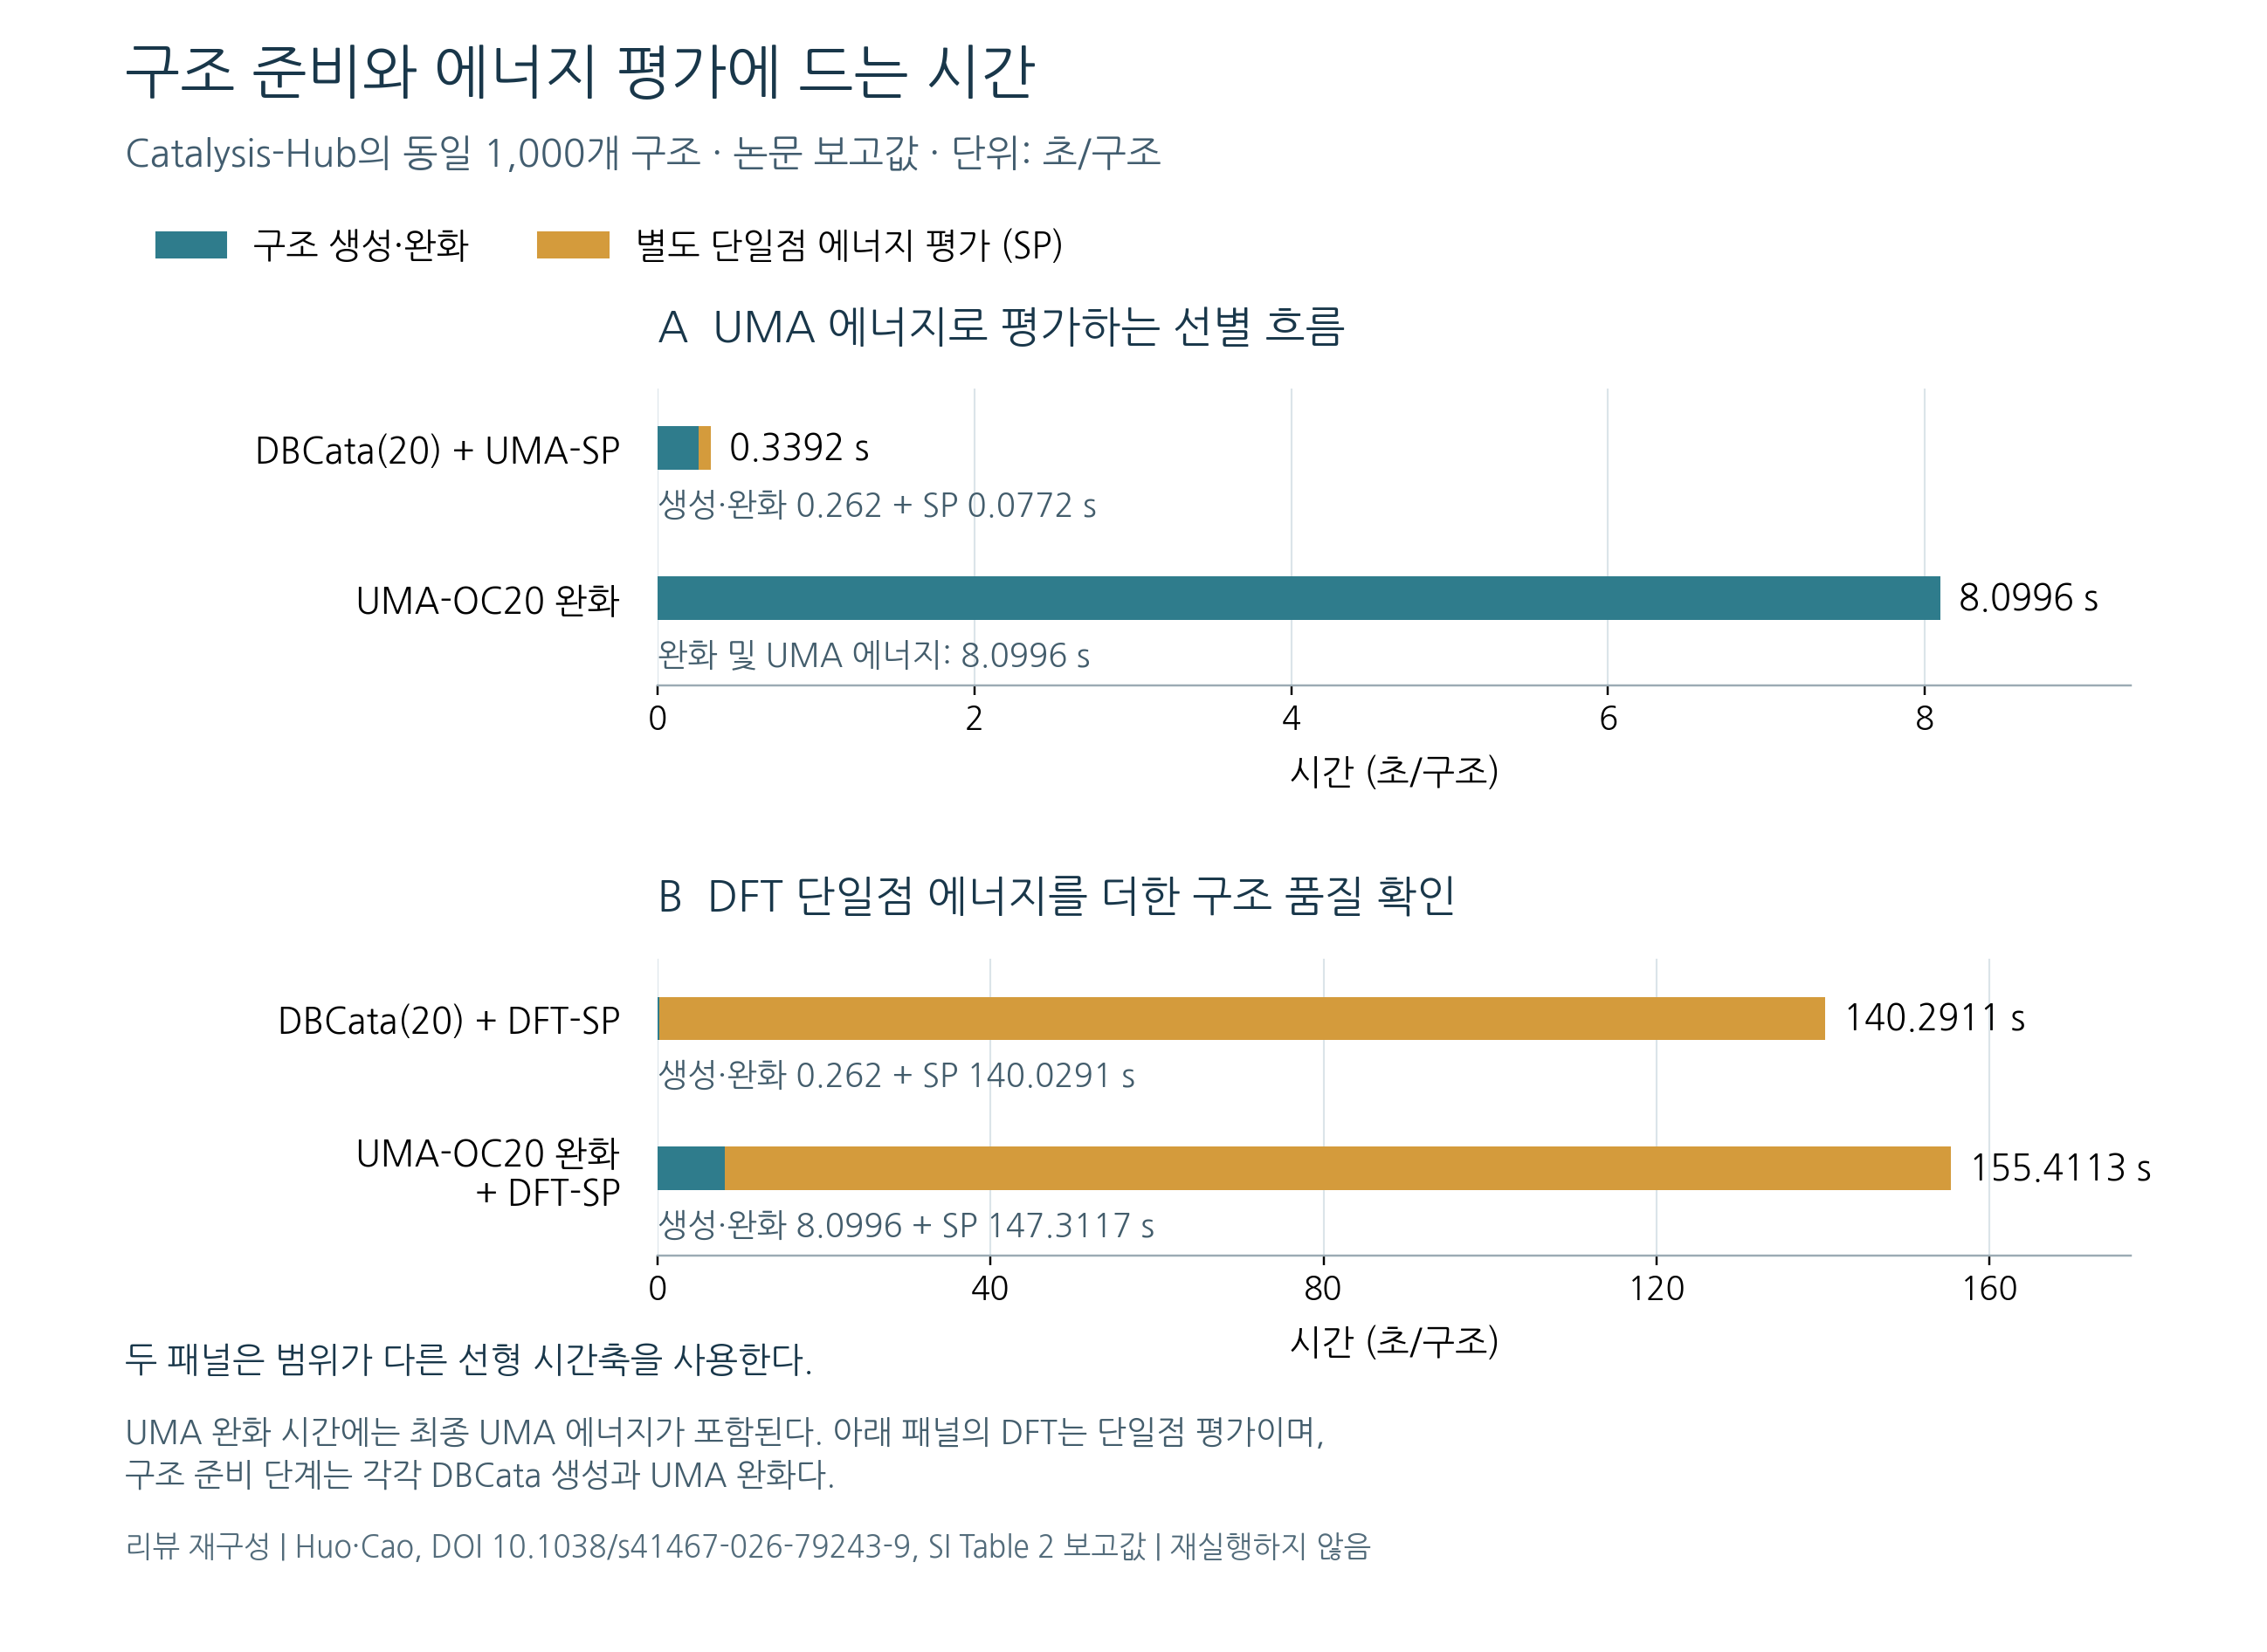 구조 준비와 에너지 평가에 드는 시간
Catalysis-Hub의 동일 1,000개 구조 · 논문 보고값 · 단위: 초/구조
구조 생성·완화
별도 단일점 에너지 평가 (SP)
A UMA 에너지로 평가하는 선별 흐름
DBCata(20) + UMA-SP
0.3392 s
생성·완화 0.262 + SP 0.0772 s
UMA-OC20 완화
8.0996 s
완화 및 UMA 에너지: 8.0996 s
0 2 4 6 8
시간 (초/구조)
B DFT 단일점 에너지를 더한 구조 품질 확인
DBCata(20) + DFT-SP
140.2911 s
생성·완화 0.262 + SP 140.0291 s
UMA-OC20 완화
+ DFT-SP
155.4113 s
생성·완화 8.0996 + SP 147.3117 s
0 40 80 120 160
시간 (초/구조)
두 패널은 범위가 다른 선형 시간축을 사용한다.
UMA 완화 시간에는 최종 UMA 에너지가 포함된다. 아래 패널의 DFT는 단일점 평가이며,
구조 준비 단계는 각각 DBCata 생성과 UMA 완화다.
리뷰 재구성 | Huo·Cao, DOI 10.1038/s41467-026-79243-9, SI Table 2 보고값 | 재실행하지 않음